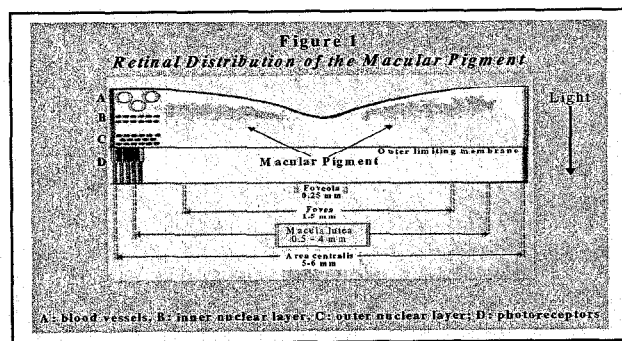 Figure 1
Retinal Distribution of the Macular Pigment
A
B
C
D
Light
Outer limiting membrane
Macular Pigment
Foveola
0.25 mm
Fovea
1.5 mm
Macula lutea
0.5 - 4 mm
Area centralis
5-6 mm
A: blood vessels, B: inner nuclear layer, C: outer nuclear layer; D: photoreceptors